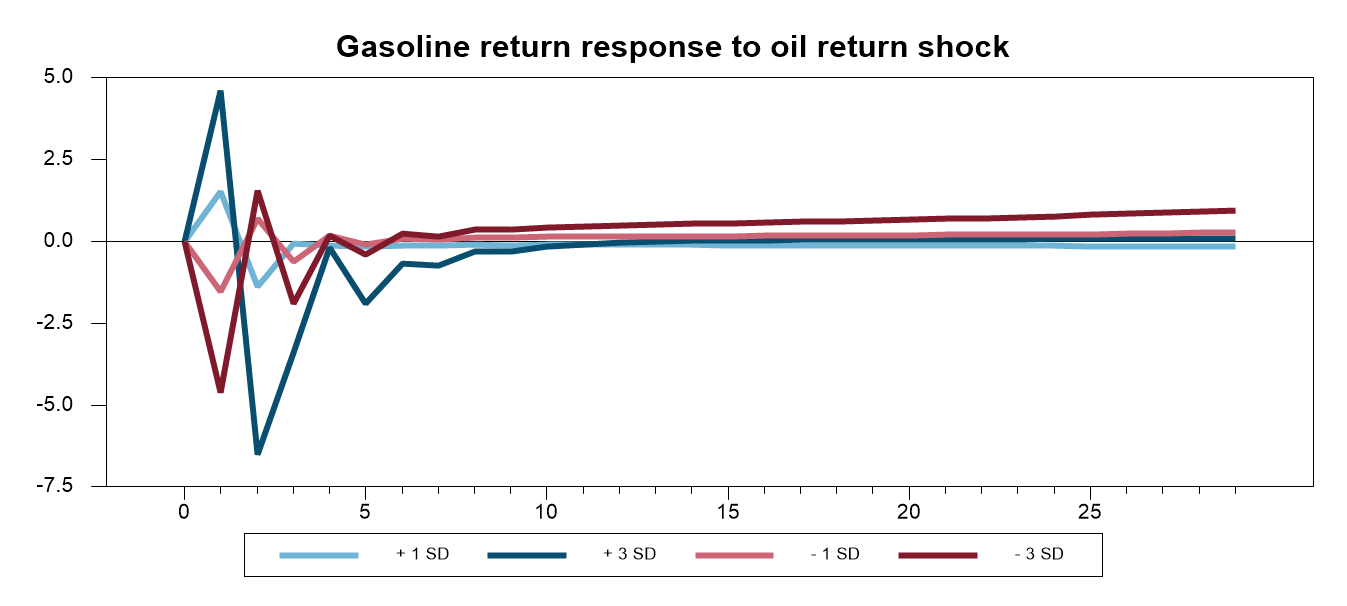 Gasoline return response to oil return shock
5.0
2.5
0.0
-2.5
-5.0
-7.5
0 5 10 15 20 25
+ 1 SD + 3 SD - 1 SD - 3 SD